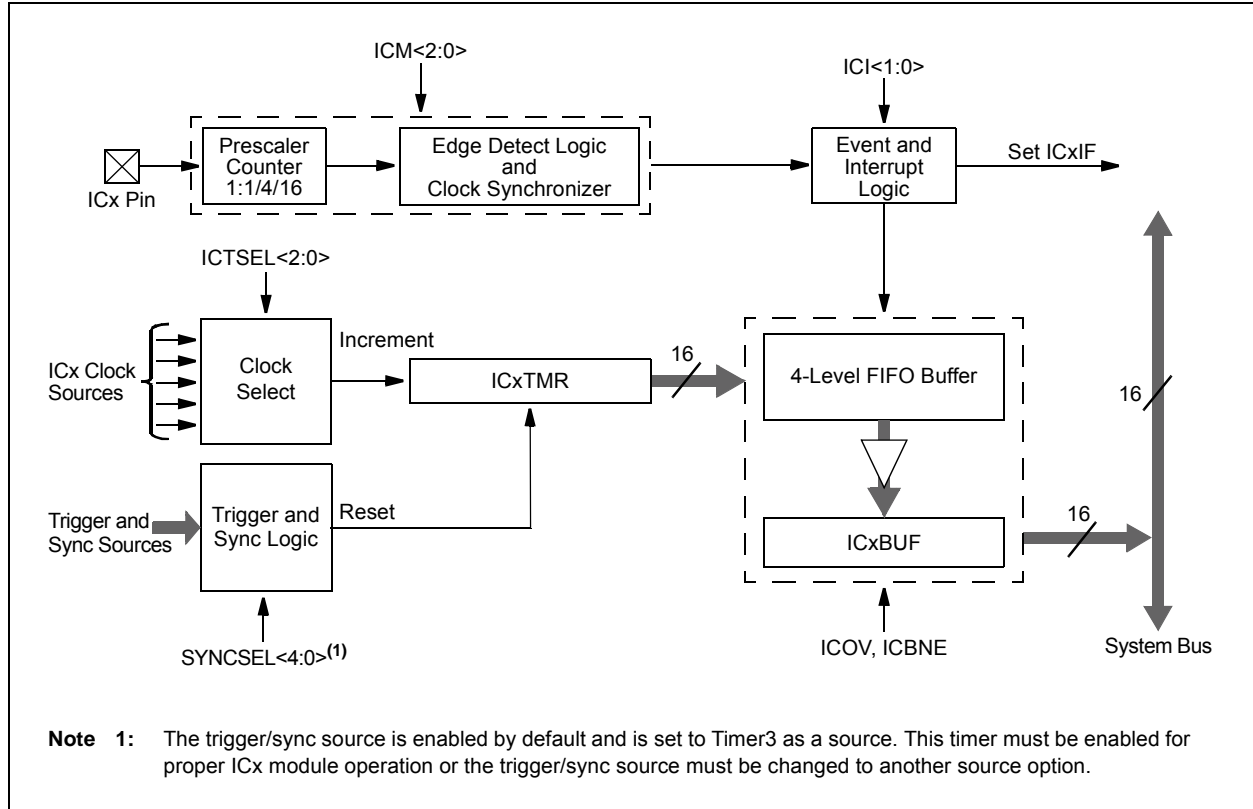 ICM<2:0>
ICI<1:0>
Prescaler
Counter
1:1/4/16
Edge Detect Logic
and
Clock Synchronizer
Event and
Interrupt
Logic
Set ICxIF
ICx Pin
ICTSEL<2:0>
Increment
ICx Clock
Sources
Clock
Select
ICxTMR
16
4-Level FIFO Buffer
16
Trigger and
Sync Sources
Trigger and
Sync Logic
Reset
ICxBUF
16
SYNCSEL<4:0>(1)
ICOV, ICBNE
System Bus
Note 1: The trigger/sync source is enabled by default and is set to Timer3 as a source. This timer must be enabled for
proper ICx module operation or the trigger/sync source must be changed to another source option.